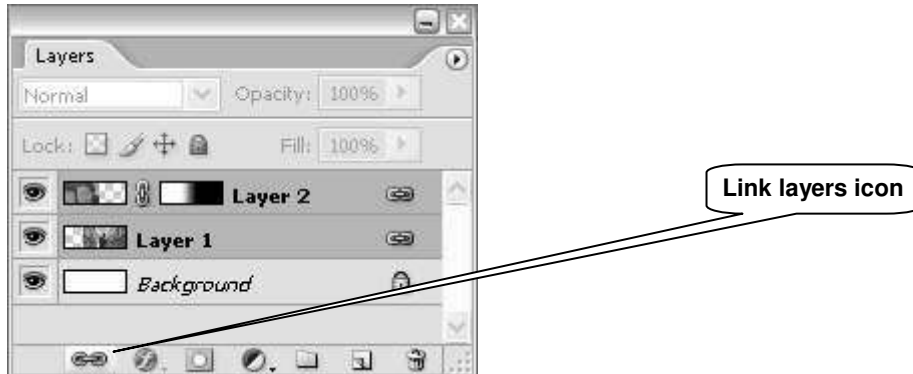 Layers
Normal Opacity: 100%
Lock: Fill: 100%
Layer 2
Link layers icon
Layer 1
Background